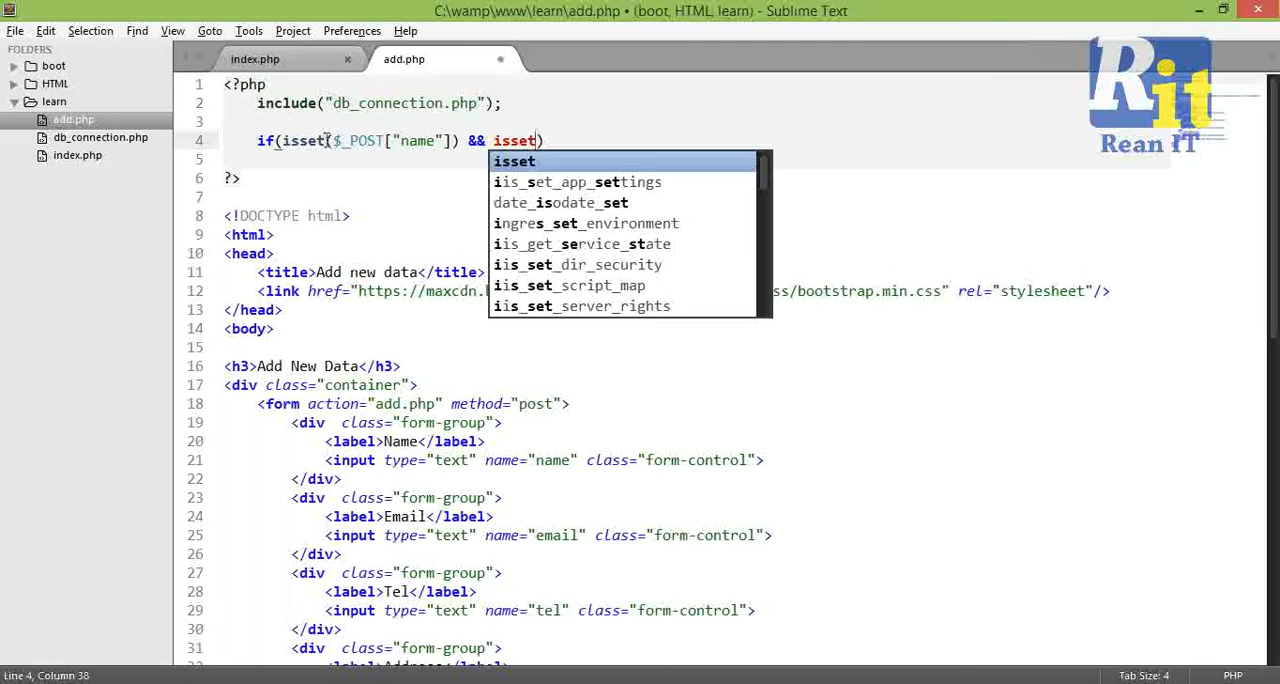 C:\wamp\www\learn\add.php • (boot, HTML, learn) - Sublime Text
File Edit Selection Find View Goto Tools Project Preferences Help
FOLDERS
boot
HTML
learn
add.php
db_connection.php
index.php
index.php × add.php
Rit
Rean IT
1 <?php
2 include("db_connection.php");
3
4 if(isset($_POST["name"]) && isset)
5
6 ?>
7
8 <!DOCTYPE html>
9 <html>
10 <head>
11 <title>Add new data</title>
12 <link href="https://maxcdn. ss/bootstrap.min.css" rel="stylesheet"/>
13 </head>
14 <body>
15
16 <h3>Add New Data</h3>
17 <div class="container">
18 <form action="add.php" method="post">
19 <div class="form-group">
20 <label>Name</label>
21 <input type="text" name="name" class="form-control">
22 </div>
23 <div class="form-group">
24 <label>Email</label>
25 <input type="text" name="email" class="form-control">
26 </div>
27 <div class="form-group">
28 <label>Tel</label>
29 <input type="text" name="tel" class="form-control">
30 </div>
31 <div class="form-group">
<label>Address</label>
isset
iis_set_app_settings
date_isodate_set
ingres_set_environment
iis_get_service_state
iis_set_dir_security
iis_set_script_map
iis_set_server_rights
Line 4, Column 38 Tab Size: 4 PHP